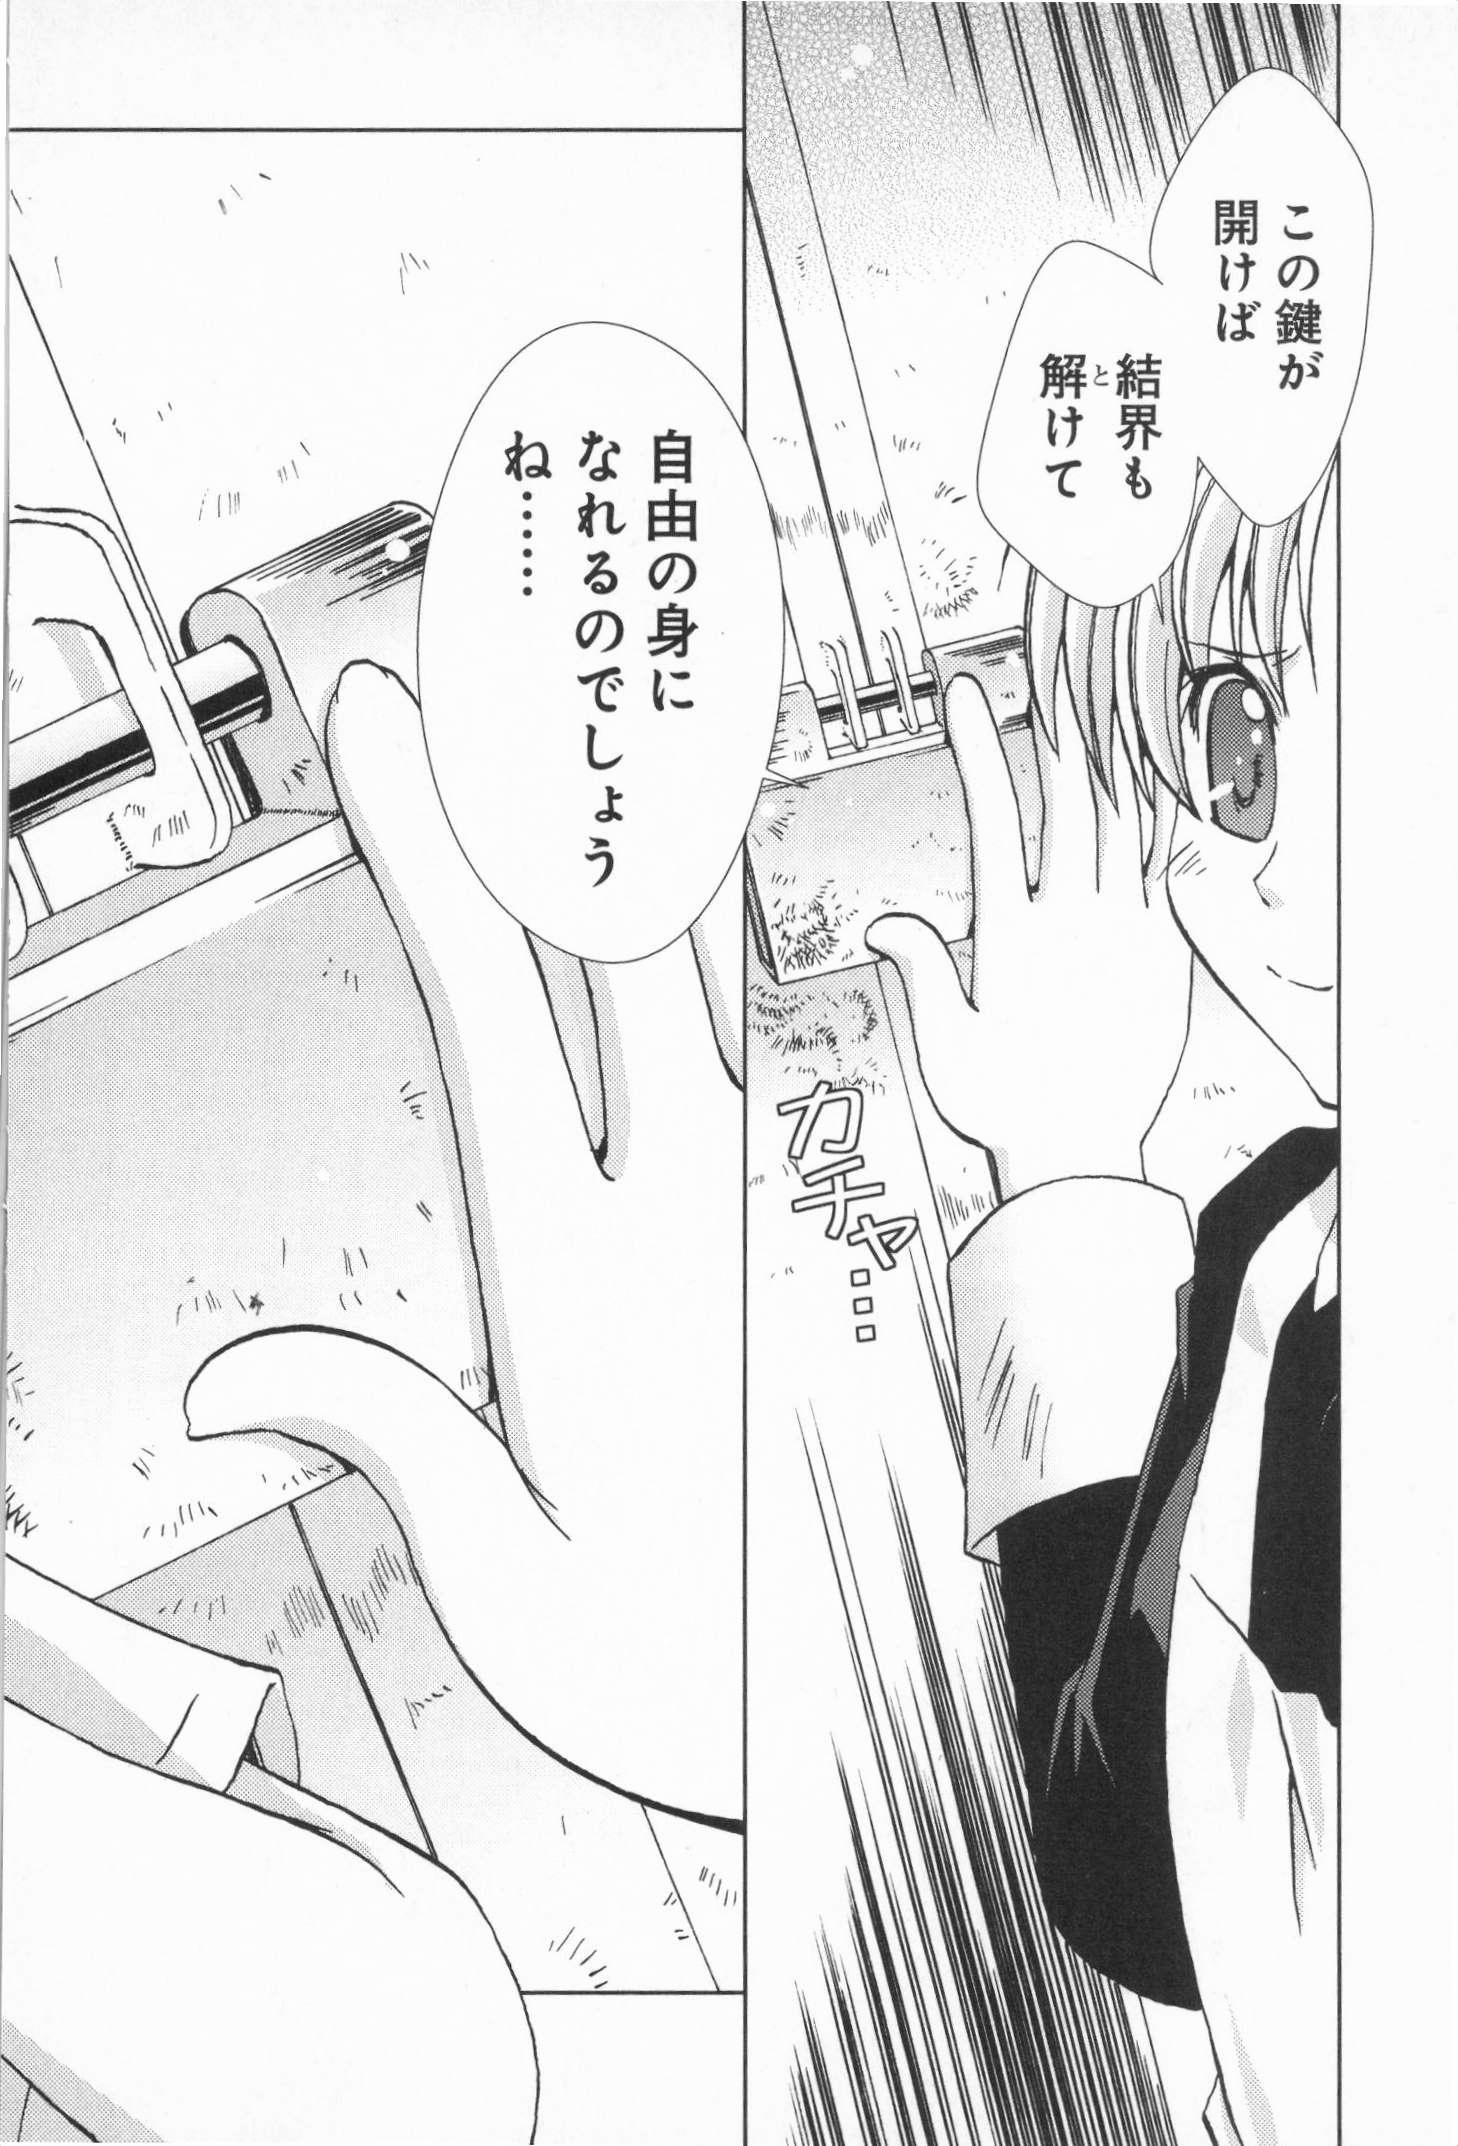 この鍵が
開けば
結界も
解けて
と
自由の身に
なれるのでしょう
ね……
カチャ…